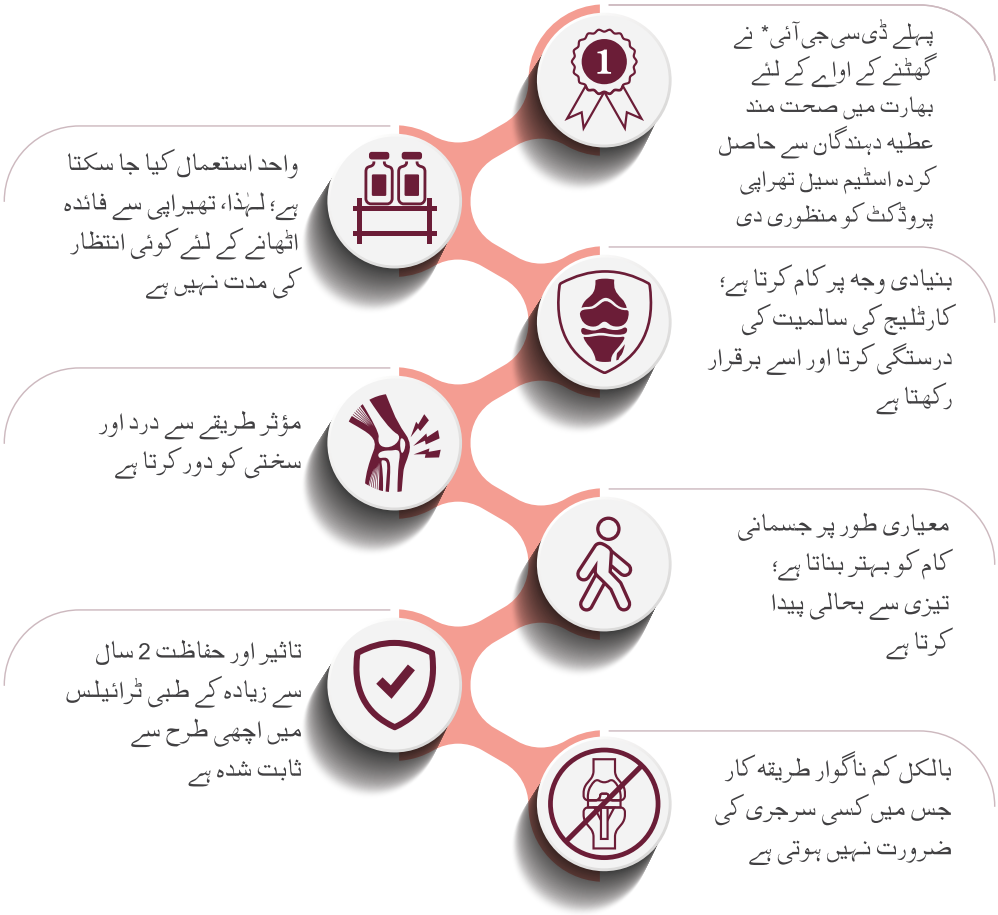 پہلے ڈی‌سی‌جی‌آئی* نے
گھٹنے کے اواے کے لئے
بھارت میں صحت مند
عطیہ دہندگان سے حاصل
کردہ اسٹیم سیل تھراپی
پروڈکٹ کو منظوری دی
1
واحد استعمال کیا جا سکتا
ہے؛ لہٰذا، تھیراپی سے فائدہ
اٹھانے کے لئے کوئی انتظار
کی مدت نہیں ہے
بنیادی وجہ پر کام کرتا ہے؛
کارٹلیج کی سالمیت کی
درستگی کرتا اور اسے برقرار
رکھتا ہے
مؤثر طریقے سے درد اور
سختی کو دور کرتا ہے
معیاری طور پر جسمانی
کام کو بہتر بناتا ہے؛
تیزی سے بحالی پیدا
کرتا ہے
تاثیر اور حفاظت 2 سال
سے زیادہ کے طبی ٹرائیلس
میں اچھی طرح سے
ثابت شدہ ہے
بالکل کم ناگوار طریقہ کار
جس میں کسی سرجری کی
ضرورت نہیں ہوتی ہے